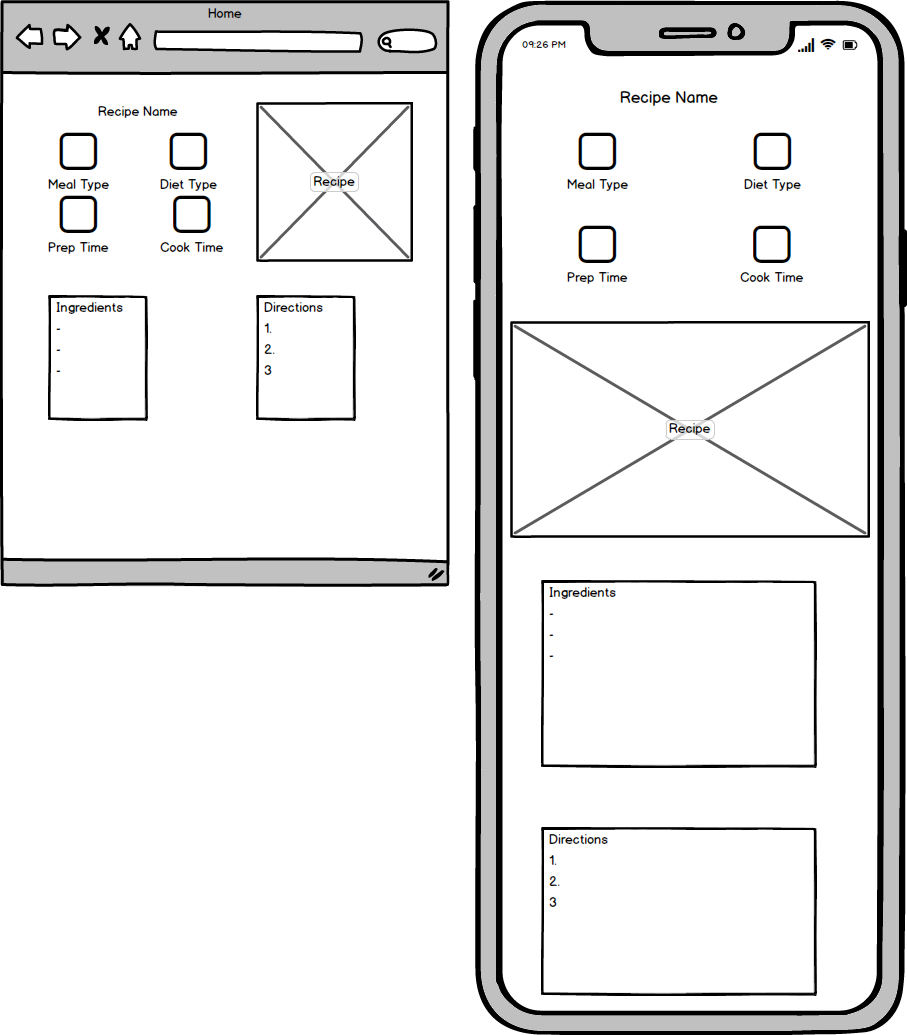 Home
Recipe Name
Meal Type
Diet Type
Prep Time
Cook Time
Recipe
Ingredients
-
-
-
Directions
1.
2.
3
09:26 PM
Recipe Name
Meal Type
Diet Type
Prep Time
Cook Time
Recipe
Ingredients
-
-
-
Directions
1.
2.
3